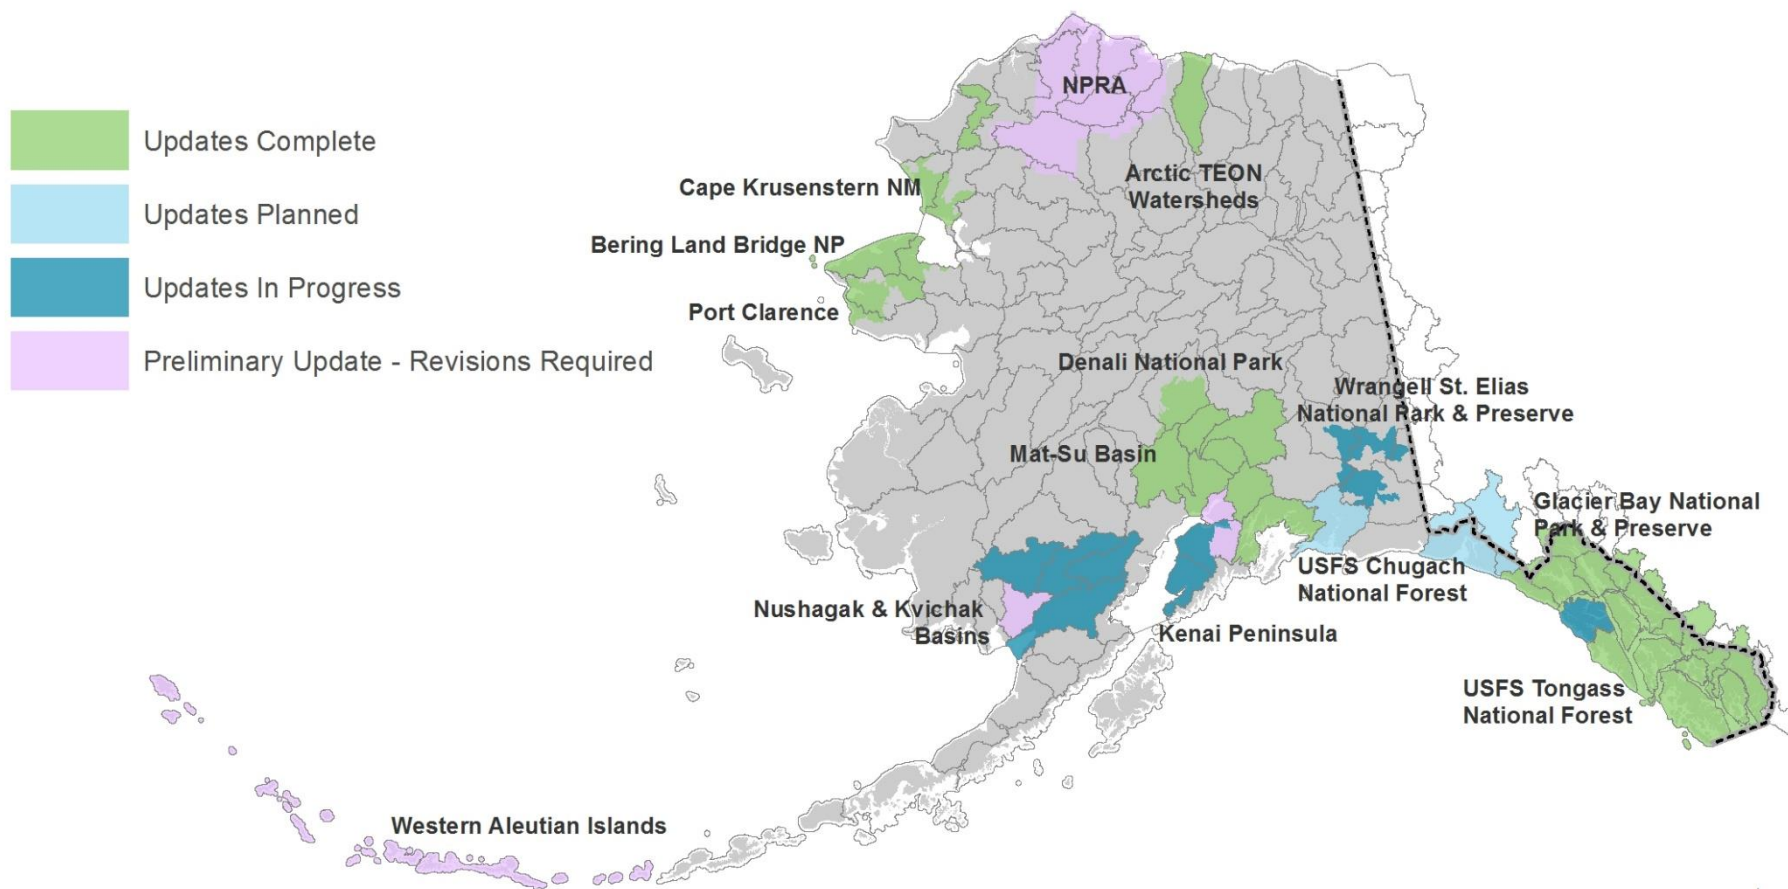 Updates Complete
Updates Planned
Updates In Progress
Preliminary Update - Revisions Required
NPRA
Arctic TEON
Watersheds
Cape Krusenstern NM
Bering Land Bridge NP
Port Clarence
Denali National Park
Wrangell St. Elias
National Park & Preserve
Mat-Su Basin
Glacier Bay National
Park & Preserve
USFS Chugach
National Forest
Nushagak & Kvichak
Basins
Kenai Peninsula
USFS Tongass
National Forest
Western Aleutian Islands